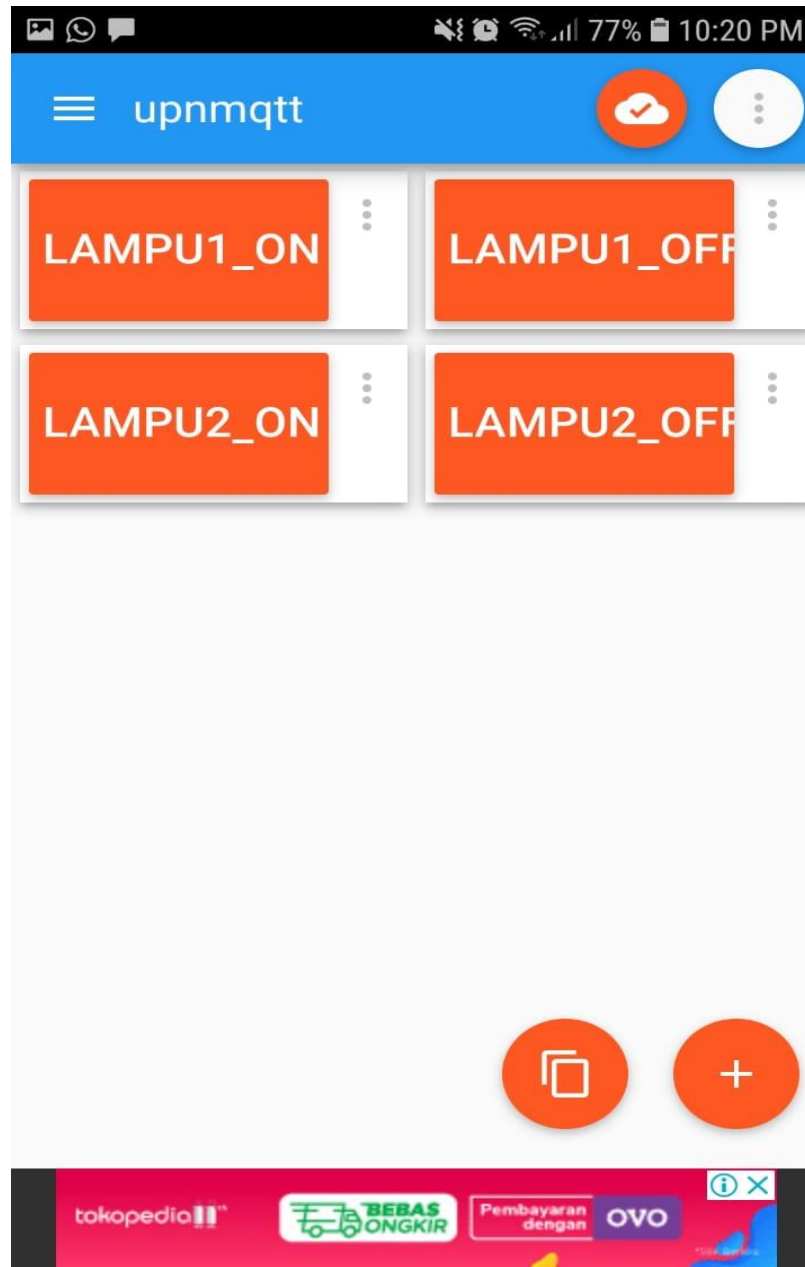 77% 10:20 PM
upnmqtt
LAMPU1_ON LAMPU1_OFF
LAMPU2_ON LAMPU2_OFF
tokopedia BEBAS ONGKIR Pembayaran dengan OVO